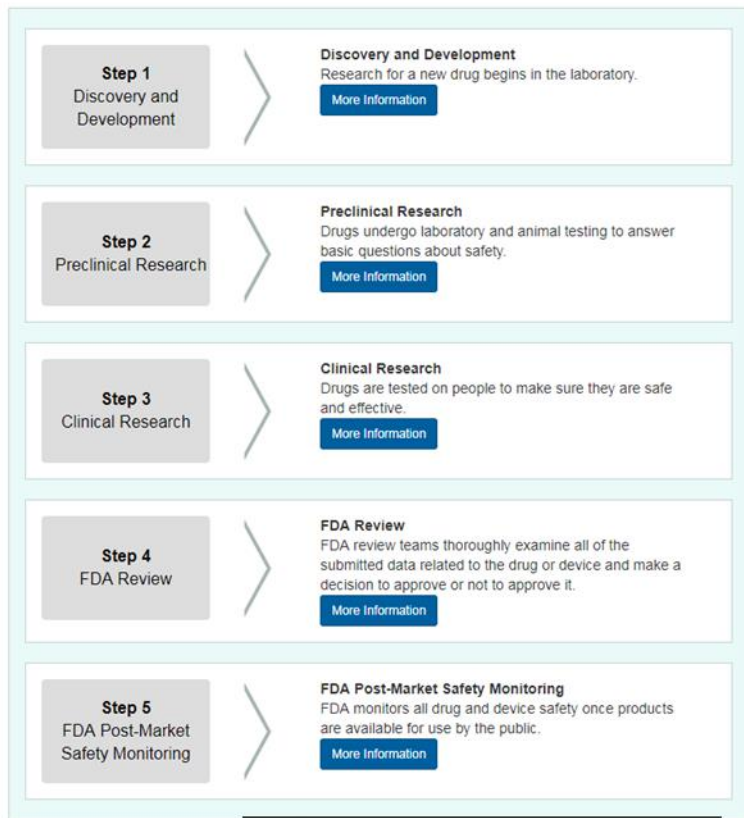 Step 1
Discovery and
Development
Discovery and Development
Research for a new drug begins in the laboratory.
More Information
Step 2
Preclinical Research
Preclinical Research
Drugs undergo laboratory and animal testing to answer
basic questions about safety.
More Information
Step 3
Clinical Research
Clinical Research
Drugs are tested on people to make sure they are safe
and effective.
More Information
Step 4
FDA Review
FDA Review
FDA review teams thoroughly examine all of the
submitted data related to the drug or device and make a
decision to approve or not to approve it.
More Information
Step 5
FDA Post-Market
Safety Monitoring
FDA Post-Market Safety Monitoring
FDA monitors all drug and device safety once products
are available for use by the public.
More Information